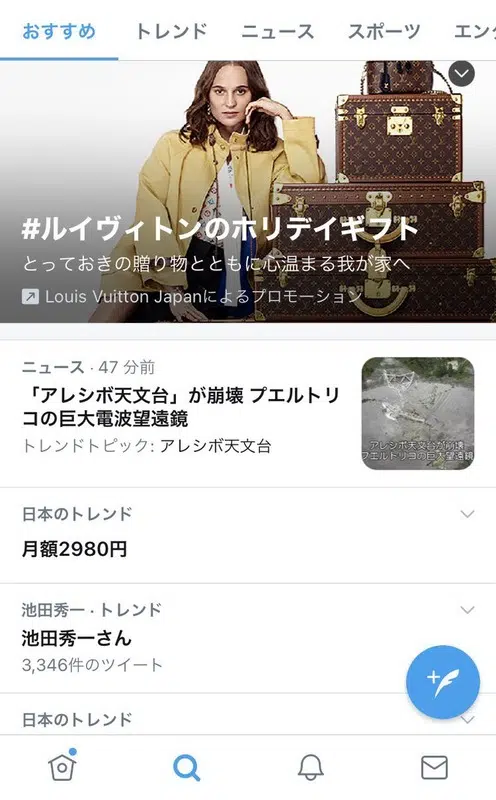 おすすめ トレンド ニュース スポーツ エン
#ルイヴィトンのホリデイギフト
とっておきの贈り物とともに心温まる我が家へ
Louis Vuitton Japanによるプロモーション
ニュース · 47 分前
「アレシボ天文台」が崩壊 プエルトリ
コの巨大電波望遠鏡
トレンドトピック: アレシボ天文台
アレシボ天文台が崩壊
プエルトリコの巨大電波望遠鏡
日本のトレンド
月額2980円
池田秀一 · トレンド
池田秀一さん
3,346件のツイート
日本のトレンド